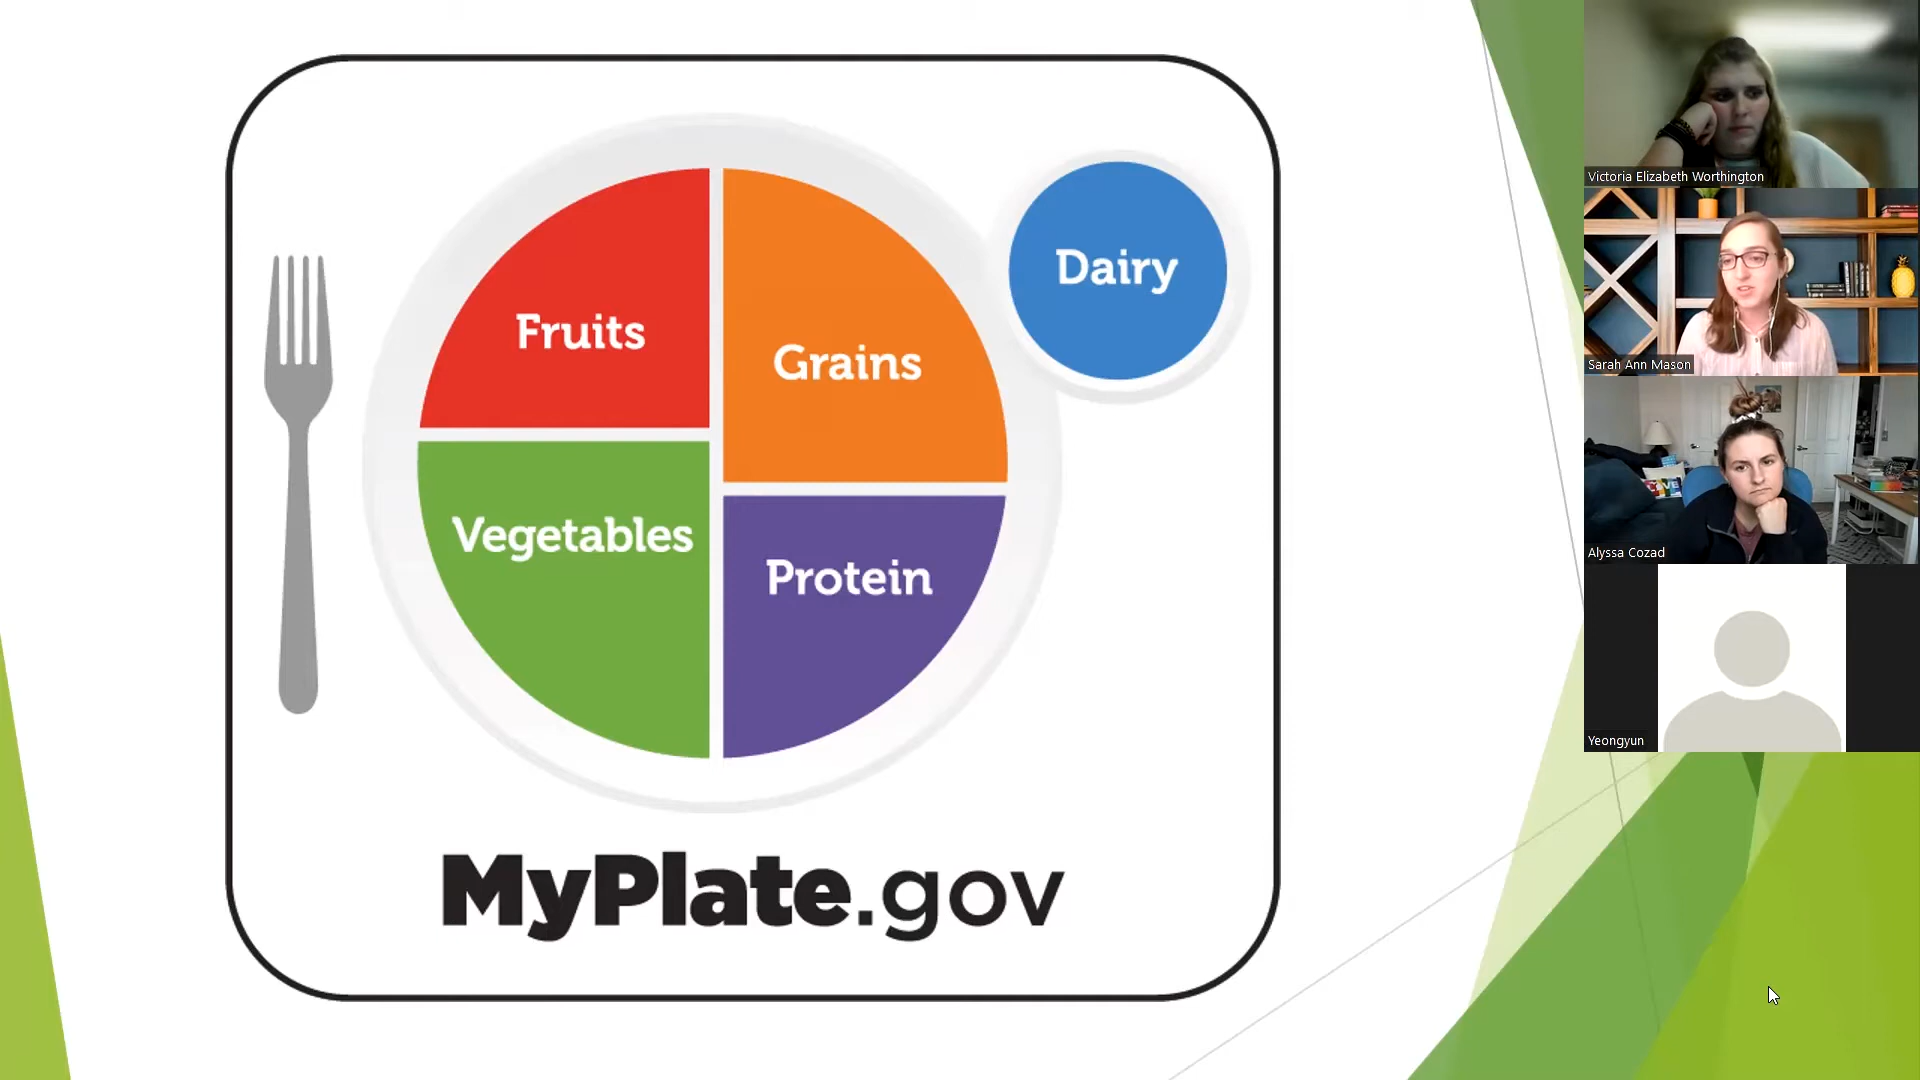 Fruits
Grains
Dairy
Vegetables
Protein
MyPlate.gov
Victoria Elizabeth Worthington
Sarah Ann Mason
Alyssa Cozad
Yeongyun